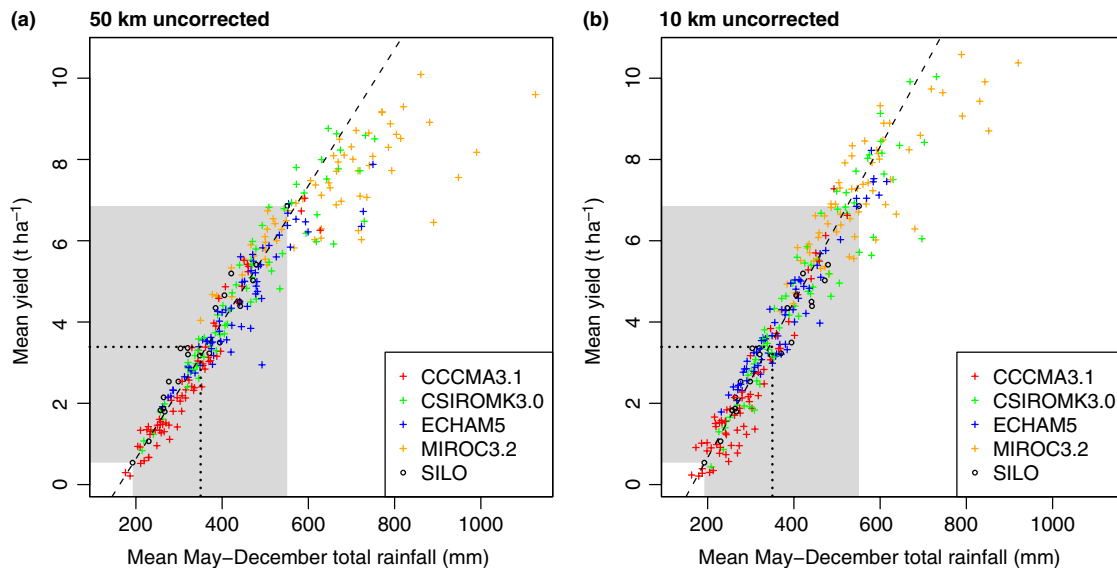 (a) 50 km uncorrected
Mean yield (t ha⁻¹)
0
2
4
6
8
10
CCCMA3.1
CSIROMK3.0
ECHAM5
MIROC3.2
SILO
200 400 600 800 1000
Mean May−December total rainfall (mm)
(b) 10 km uncorrected
Mean yield (t ha⁻¹)
0
2
4
6
8
10
CCCMA3.1
CSIROMK3.0
ECHAM5
MIROC3.2
SILO
200 400 600 800 1000
Mean May−December total rainfall (mm)